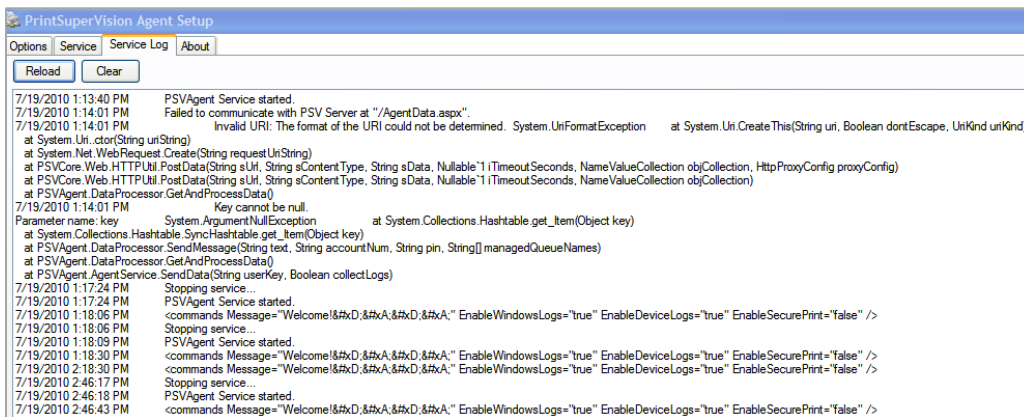 PrintSuperVision Agent Setup
Options Service Service Log About
Reload Clear
7/19/2010 1:13:40 PM PSVAgent Service started.
7/19/2010 1:14:01 PM Failed to communicate with PSV Server at "/AgentData.aspx".
7/19/2010 1:14:01 PM Invalid URI: The format of the URI could not be determined. System.UriFormatException at System.Uri.CreateThis(String uri, Boolean dontEscape, UriKind uriKind)
at System.Uri..ctor(String uriString)
at System.Net.WebRequest.Create(String requestUriString)
at PSVCore.Web.HTTPUtil.PostData(String sUrl, String sContentType, String sData, Nullable`1 iTimeoutSeconds, NameValueCollection objCollection, HttpProxyConfig proxyConfig)
at PSVCore.Web.HTTPUtil.PostData(String sUrl, String sContentType, String sData, Nullable`1 iTimeoutSeconds, NameValueCollection objCollection)
at PSVAgent.DataProcessor.GetAndProcessData()
7/19/2010 1:14:01 PM Key cannot be null.
Parameter name: key System.ArgumentNullException at System.Collections.Hashtable.get_Item(Object key)
at System.Collections.Hashtable.SyncHashtable.get_Item(Object key)
at PSVAgent.DataProcessor.SendMessage(String text, String accountNum, String pin, String[] managedQueueNames)
at PSVAgent.DataProcessor.GetAndProcessData()
at PSVAgent.AgentService.SendData(String userKey, Boolean collectLogs)
7/19/2010 1:17:24 PM Stopping service...
7/19/2010 1:17:24 PM PSVAgent Service started.
7/19/2010 1:18:06 PM <commands Message="Welcome!&#xD;&#xA;&#xD;&#xA;" EnableWindowsLogs="true" EnableDeviceLogs="true" EnableSecurePrint="false" />
7/19/2010 1:18:06 PM Stopping service...
7/19/2010 1:18:09 PM PSVAgent Service started.
7/19/2010 1:18:30 PM <commands Message="Welcome!&#xD;&#xA;&#xD;&#xA;" EnableWindowsLogs="true" EnableDeviceLogs="true" EnableSecurePrint="false" />
7/19/2010 2:18:30 PM <commands Message="Welcome!&#xD;&#xA;&#xD;&#xA;" EnableWindowsLogs="true" EnableDeviceLogs="true" EnableSecurePrint="false" />
7/19/2010 2:46:17 PM Stopping service...
7/19/2010 2:46:18 PM PSVAgent Service started.
7/19/2010 2:46:43 PM <commands Message="Welcome!&#xD;&#xA;&#xD;&#xA;" EnableWindowsLogs="true" EnableDeviceLogs="true" EnableSecurePrint="false" />